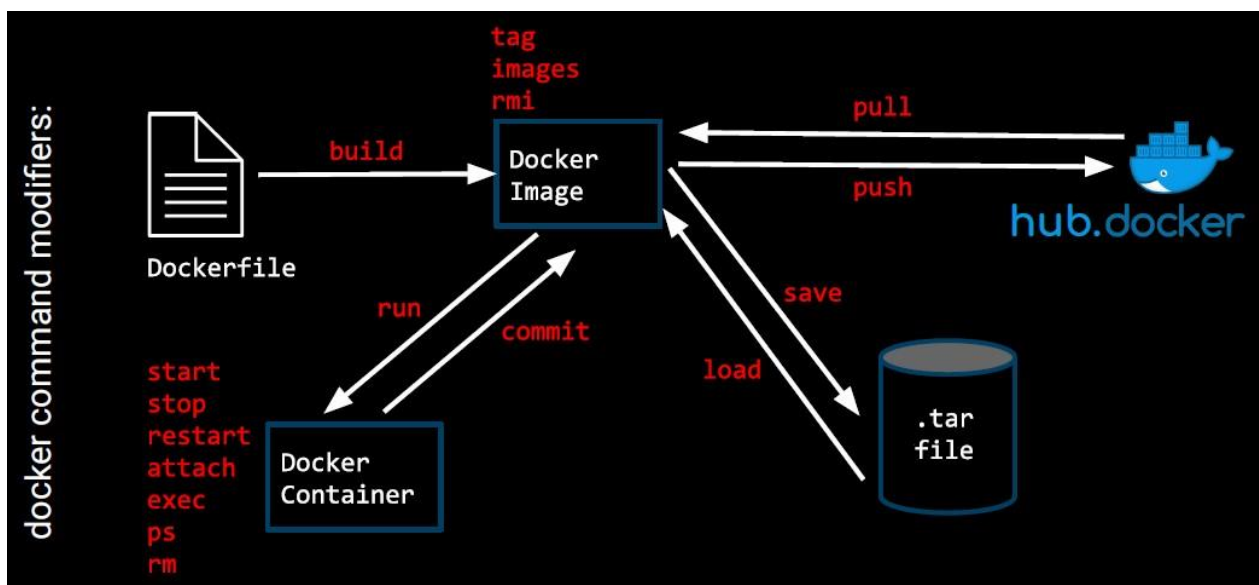 docker command modifiers:
tag
images
rmi
Docker
Image
build
Dockerfile
pull
push
hub.docker
run
commit
save
load
start
stop
restart
attach
exec
ps
rm
Docker
Container
.tar
file